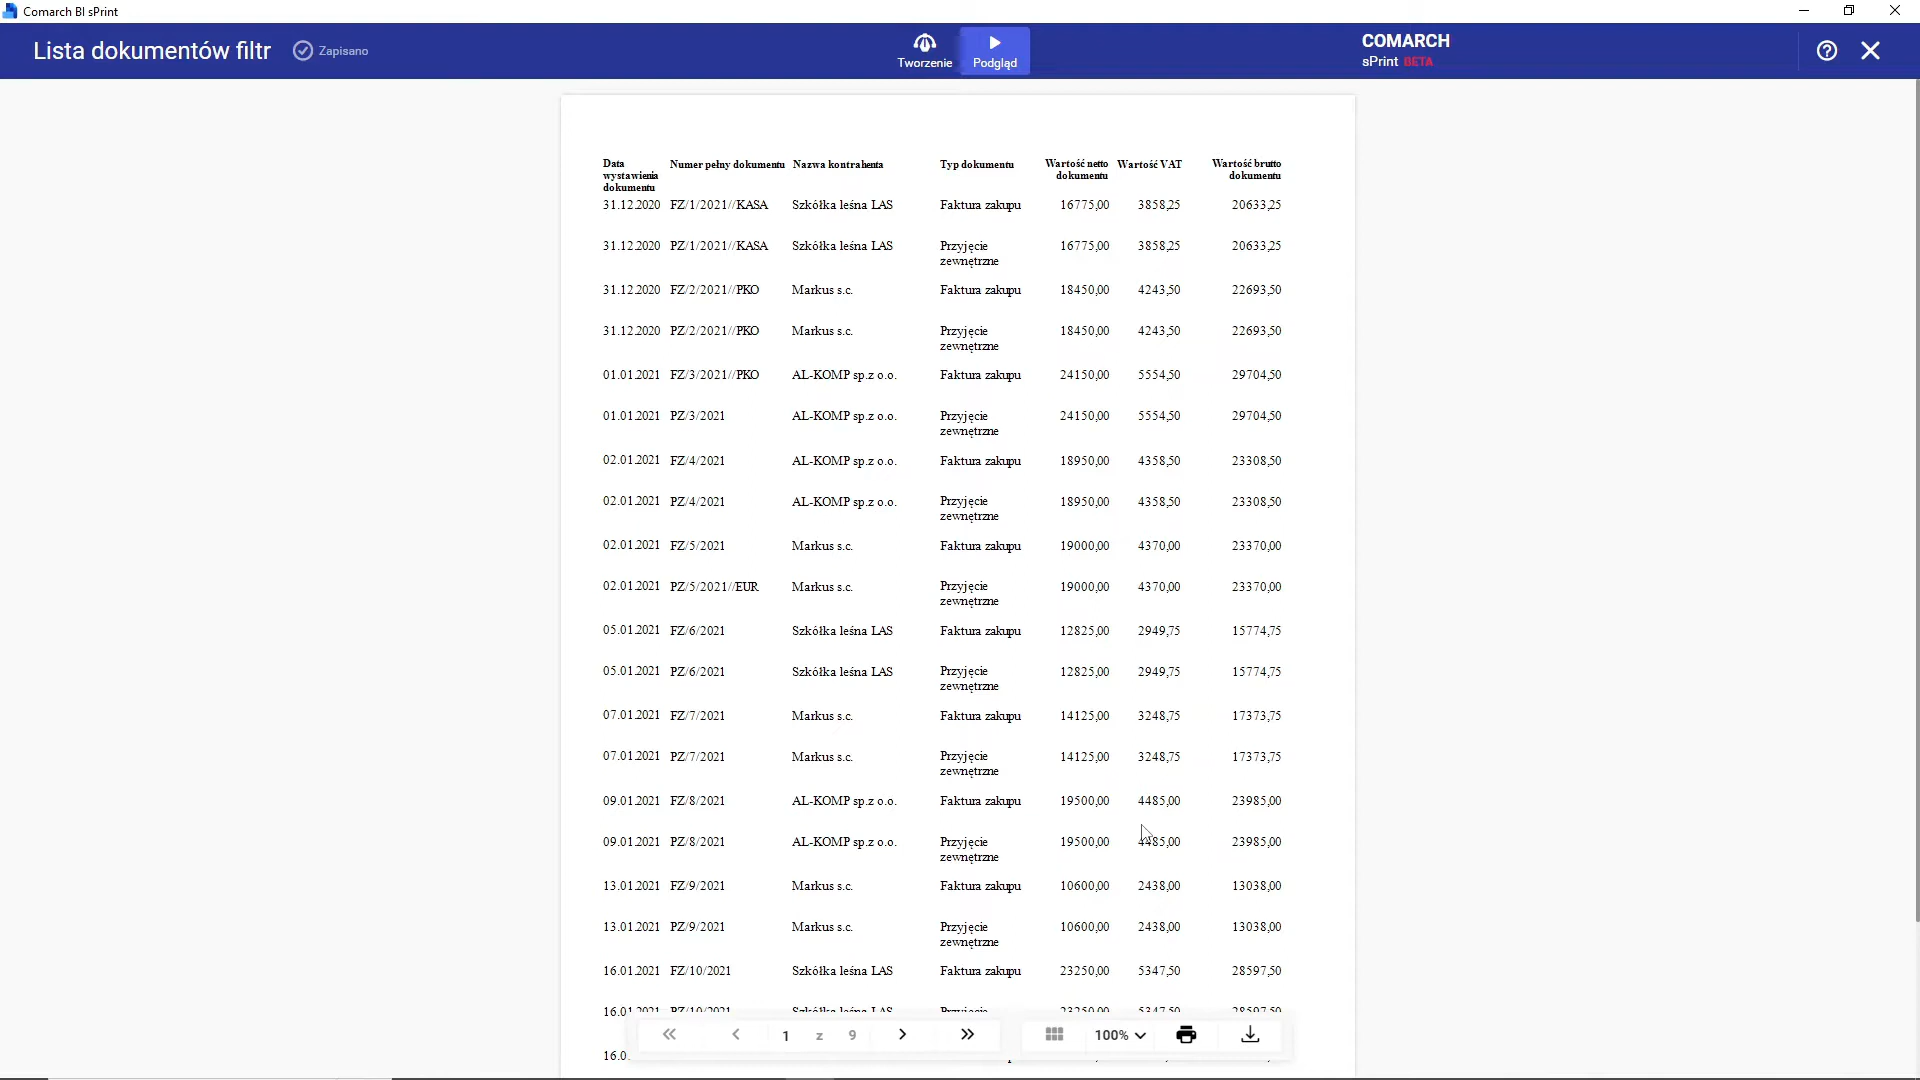 Comarch BI sPrint
Lista dokumentów filtr Zapisano Tworzenie Podgląd COMARCH
sPrint BETA
Data wystawienia dokumentu Numer pełny dokumentu Nazwa kontrahenta Typ dokumentu Wartość netto dokumentu Wartość VAT Wartość brutto dokumentu
31.12.2020 FZ/1/2021//KASA Szkółka leśna LAS Faktura zakupu 16775,00 3858,25 20633,25
31.12.2020 PZ/1/2021//KASA Szkółka leśna LAS Przyjęcie zewnętrzne 16775,00 3858,25 20633,25
31.12.2020 FZ/2/2021//PKO Markus s.c. Faktura zakupu 18450,00 4243,50 22693,50
31.12.2020 PZ/2/2021//PKO Markus s.c. Przyjęcie zewnętrzne 18450,00 4243,50 22693,50
01.01.2021 FZ/3/2021//PKO AL-KOMP sp.z o.o. Faktura zakupu 24150,00 5554,50 29704,50
01.01.2021 PZ/3/2021 AL-KOMP sp.z o.o. Przyjęcie zewnętrzne 24150,00 5554,50 29704,50
02.01.2021 FZ/4/2021 AL-KOMP sp.z o.o. Faktura zakupu 18950,00 4358,50 23308,50
02.01.2021 PZ/4/2021 AL-KOMP sp.z o.o. Przyjęcie zewnętrzne 18950,00 4358,50 23308,50
02.01.2021 FZ/5/2021 Markus s.c. Faktura zakupu 19000,00 4370,00 23370,00
02.01.2021 PZ/5/2021//EUR Markus s.c. Przyjęcie zewnętrzne 19000,00 4370,00 23370,00
05.01.2021 FZ/6/2021 Szkółka leśna LAS Faktura zakupu 12825,00 2949,75 15774,75
05.01.2021 PZ/6/2021 Szkółka leśna LAS Przyjęcie zewnętrzne 12825,00 2949,75 15774,75
07.01.2021 FZ/7/2021 Markus s.c. Faktura zakupu 14125,00 3248,75 17373,75
07.01.2021 PZ/7/2021 Markus s.c. Przyjęcie zewnętrzne 14125,00 3248,75 17373,75
09.01.2021 FZ/8/2021 AL-KOMP sp.z o.o. Faktura zakupu 19500,00 4485,00 23985,00
09.01.2021 PZ/8/2021 AL-KOMP sp.z o.o. Przyjęcie zewnętrzne 19500,00 4485,00 23985,00
13.01.2021 FZ/9/2021 Markus s.c. Faktura zakupu 10600,00 2438,00 13038,00
13.01.2021 PZ/9/2021 Markus s.c. Przyjęcie zewnętrzne 10600,00 2438,00 13038,00
16.01.2021 FZ/10/2021 Szkółka leśna LAS Faktura zakupu 23250,00 5347,50 28597,50
16.01.2021 PZ/10/2021 Szkółka leśna LAS Przyjęcie 23250,00 5347,50 28597,50
1 z 9 100%
16.0